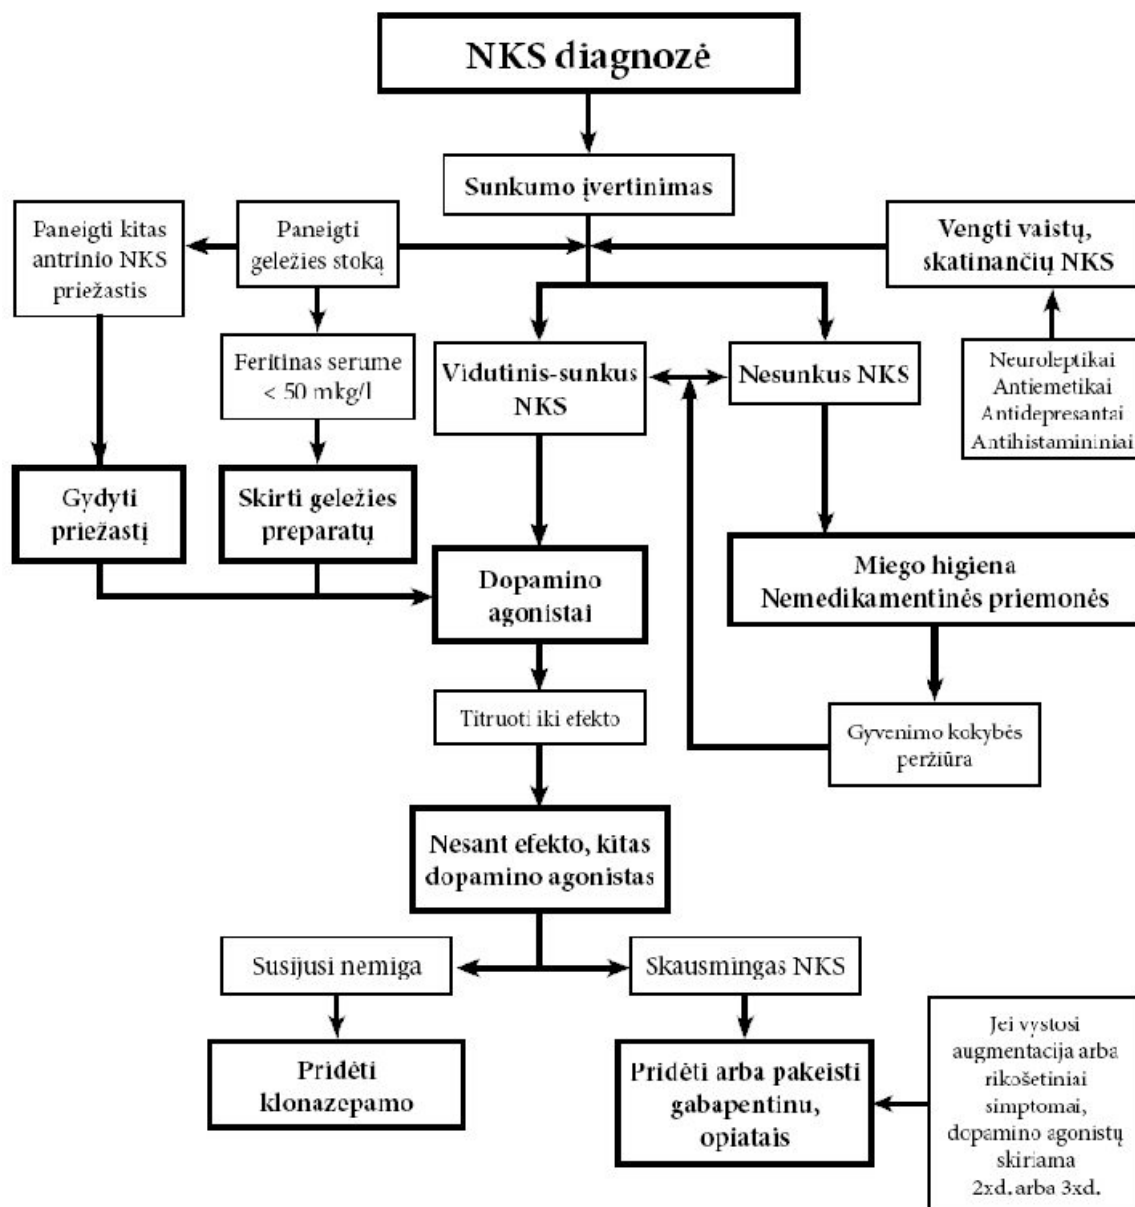 NKS diagnozė
Sunkumo įvertinimas
Paneigti kitas
antrinio NKS
priežastis
Paneigti
geležies stoką
Vengti vaistų,
skatinančių NKS
Feritinas serume
< 50 mkg/l
Vidutinis-sunkus
NKS
Nesunkus NKS
Neuroleptikai
Antiemetikai
Antidepresantai
Antihistamininiai
Gydyti
priežastį
Skirti geležies
preparatų
Dopamino
agonistai
Miego higiena
Nemedikamentinės priemonės
Titruoti iki efekto
Gyvenimo kokybės
peržiūra
Nesant efekto, kitas
dopamino agonistas
Susijusi nemiga
Skausmingas NKS
Pridėti
klonazepamo
Pridėti arba pakeisti
gabapentinu,
opiatais
Jei vystosi
augmentacija arba
rikošetiniai
simptomai,
dopamino agonistų
skiriama
2xd. arba 3xd.